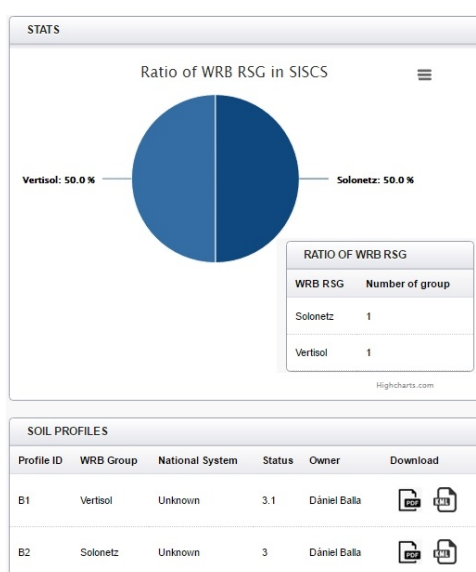 STATS
Ratio of WRB RSG in SISCS
Vertisol: 50.0 %
Solonetz: 50.0 %
RATIO OF WRB RSG
WRB RSG Number of group
Solonetz 1
Vertisol 1
Highcharts.com
SOIL PROFILES
Profile ID WRB Group National System Status Owner Download
B1 Vertisol Unknown 3.1 Dániel Balla PDF XML
B2 Solonetz Unknown 3 Dániel Balla PDF XML